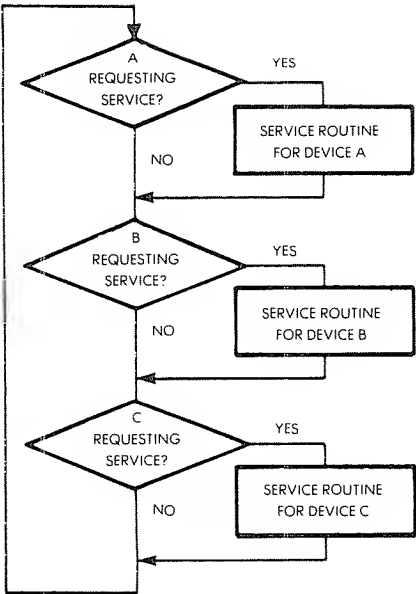 A
REQUESTING
SERVICE?
YES
SERVICE ROUTINE
FOR DEVICE A
NO
B
REQUESTING
SERVICE?
YES
SERVICE ROUTINE
FOR DEVICE B
NO
C
REQUESTING
SERVICE?
YES
SERVICE ROUTINE
FOR DEVICE C
NO